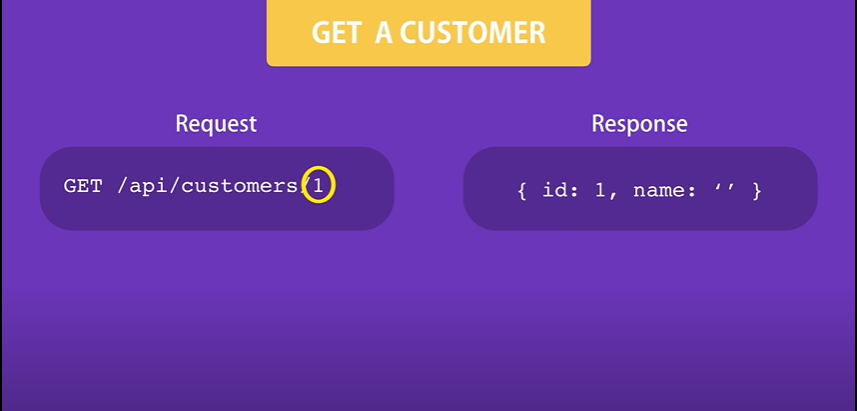 GET A CUSTOMER
Request
Response
GET /api/customers/1
{ id: 1, name: ‘’ }